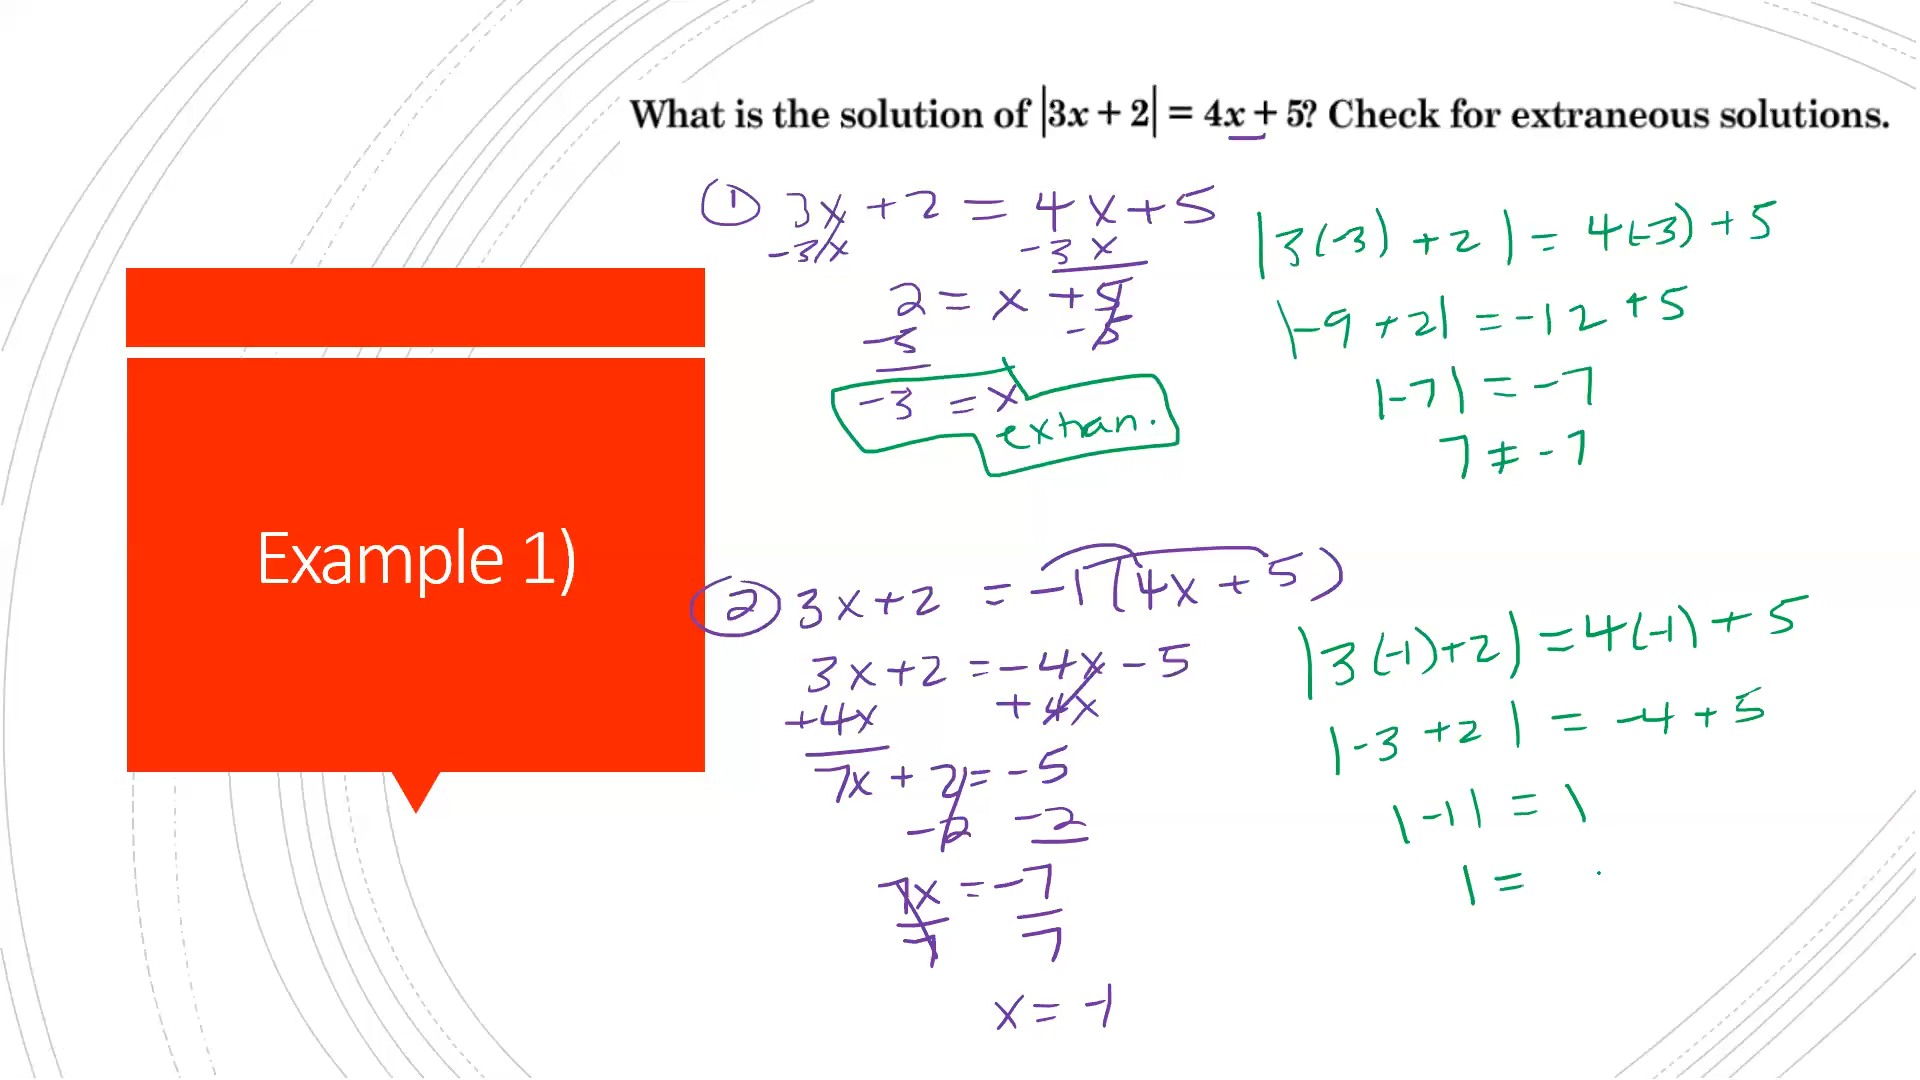 What is the solution of |3x + 2| = 4x + 5? Check for extraneous solutions.
Example 1)
① 3x + 2 = 4x + 5
-3x -3x
2 = x + 5
-5 -5
-3 = x
extran.
|3(-3) + 2| = 4(-3) + 5
|-9 + 2| = -12 + 5
|-7| = -7
7 ≠ -7
② 3x + 2 = -1(4x + 5)
3x + 2 = -4x - 5
+4x +4x
7x + 2 = -5
-2 -2
7x = -7
7 7
x = -1
|3(-1) + 2| = 4(-1) + 5
|-3 + 2| = -4 + 5
|-1| = 1
1 =